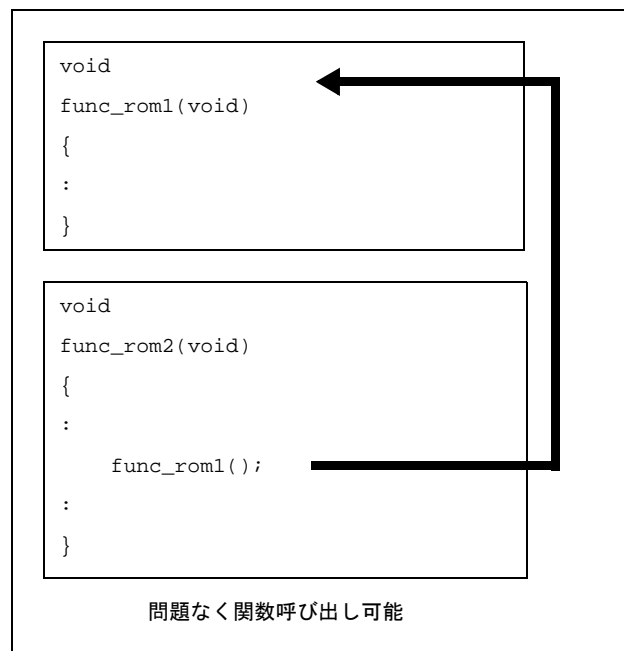 void
func_rom1(void)
{
:
}
void
func_rom2(void)
{
:
func_rom1();
:
}
問題なく関数呼び出し可能